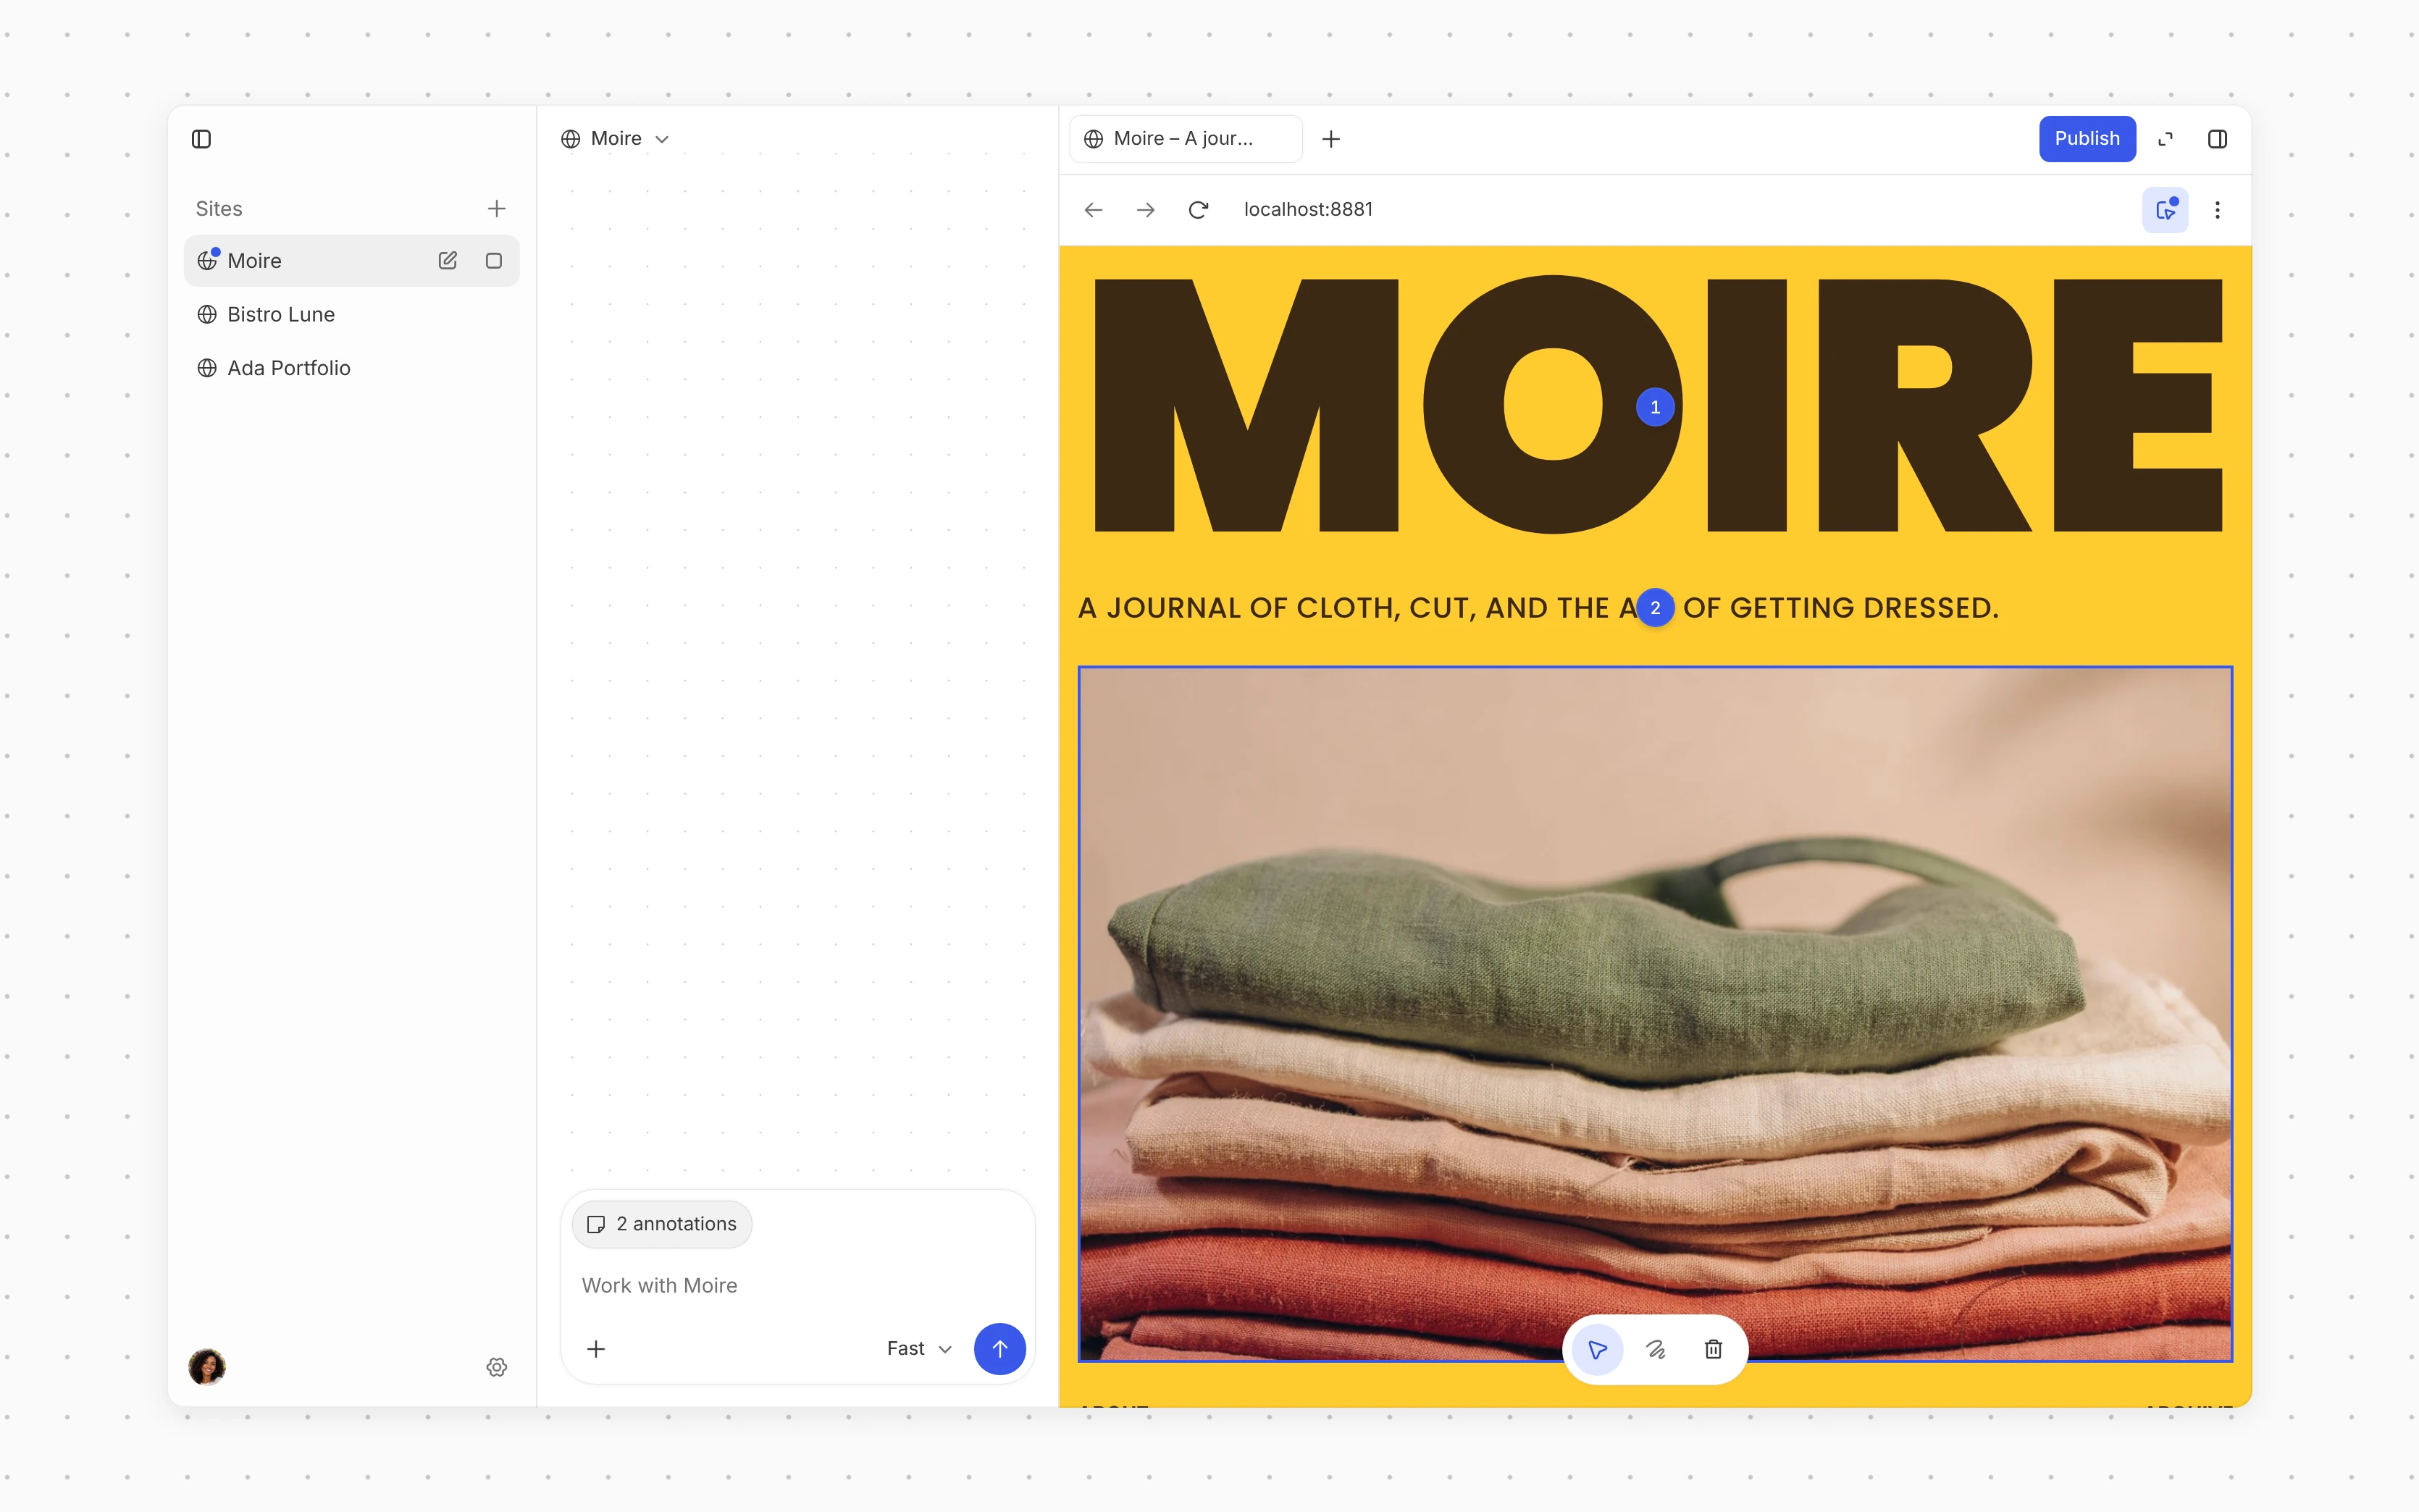 Sites
Moire
Bistro Lune
Ada Portfolio
Moire
2 annotations
Work with Moire
Fast
Moire – A jour...
Publish
localhost:8881
MOIRE
1
A JOURNAL OF CLOTH, CUT, AND THE A 2 OF GETTING DRESSED.